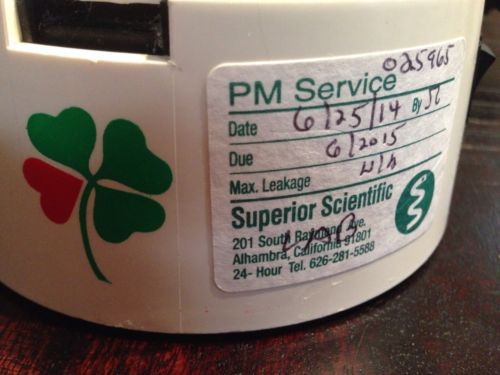 PM Service 025965
Date 6/25/14 By
Due 6/2015
Max. Leakage N/A
Superior Scientific
201 South Raymond Ave.
Alhambra, California 91801
24- Hour Tel. 626-281-5588